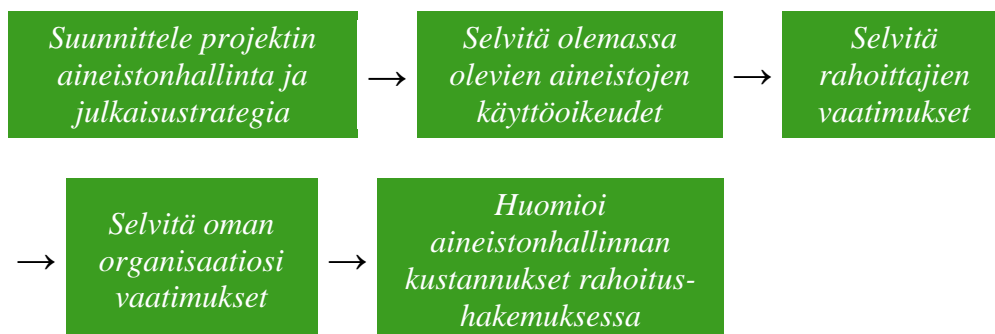 Suunnittele projektin
aineistonhallinta ja
julkaisustrategia
→
Selvitä olemassa
olevien aineistojen
käyttöoikeudet
→
Selvitä
rahoittajien
vaatimukset
→
Selvitä oman
organisaatiosi
vaatimukset
→
Huomioi
aineistonhallinnan
kustannukset rahoitus-
hakemuksessa